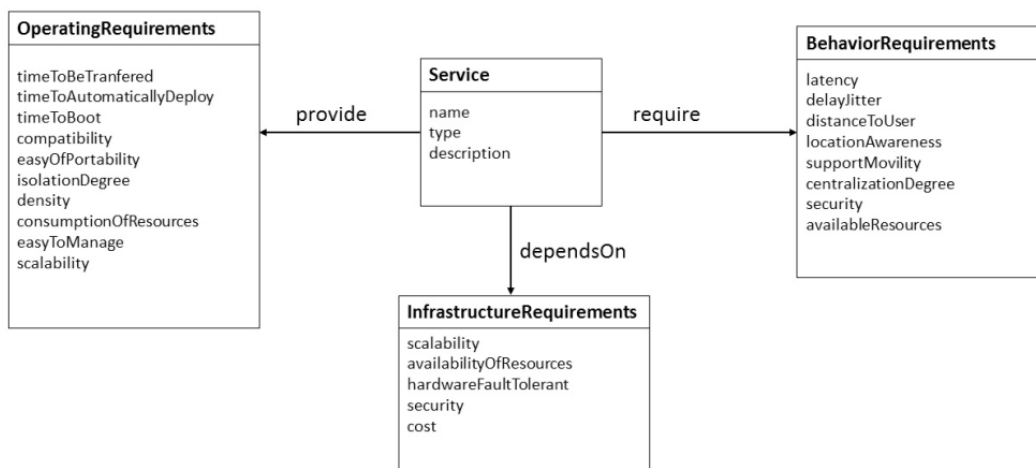 OperatingRequirements
timeToBeTranfered
timeToAutomaticallyDeploy
timeToBoot
compatibility
easyOfPortability
isolationDegree
density
consumptionOfResources
easyToManage
scalability
provide
Service
name
type
description
require
BehaviorRequirements
latency
delayJitter
distanceToUser
locationAwareness
supportMovility
centralizationDegree
security
availableResources
dependsOn
InfrastructureRequirements
scalability
availabilityOfResources
hardwareFaultTolerant
security
cost